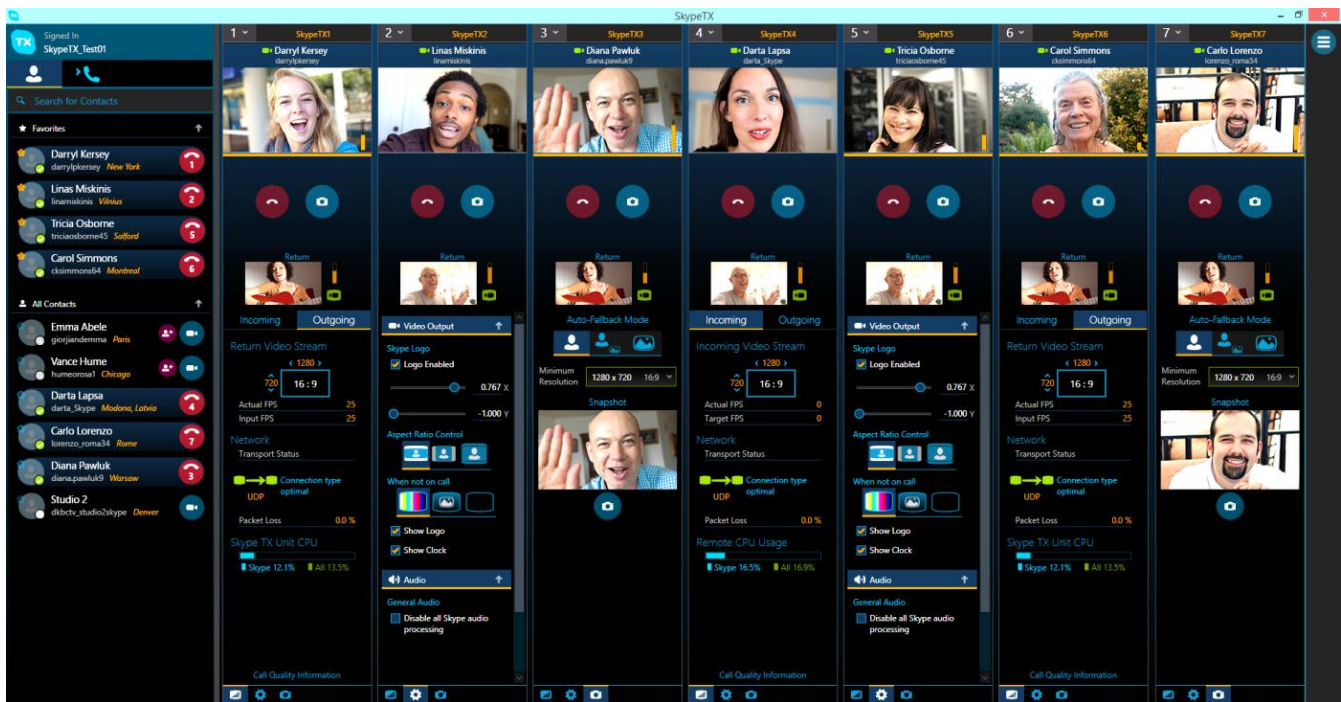 SkypeTX
TX
Signed In
SkypeTX_Test01
Search for Contacts
Favorites
Darryl Kersey
darrylpkersey New York
1
Linas Miskinis
linamiskinis Vilnius
2
Tricia Osborne
triciaosborne45 Salford
5
Carol Simmons
cksimmons64 Montreal
6
All Contacts
Emma Abele
giorjiandemma Paris
Vance Hume
humeorosa1 Chicago
Darta Lapsa
darta_Skype Modona, Latvia
4
Carlo Lorenzo
lorenzo_roma34 Rome
7
Diana Pawluk
diana.pawluk9 Warsaw
3
Studio 2
dkbctv_studio2skype Denver
1 SkypeTX1
Darryl Kersey
darrylpkersey
Return
Incoming Outgoing
Return Video Stream
1280
720 16 : 9
Actual FPS 25
Input FPS 25
Network
Transport Status
Connection type
optimal
UDP
Packet Loss 0.0 %
Skype TX Unit CPU
Skype 12.1% All 13.5%
Call Quality Information
2 SkypeTX2
Linas Miskinis
linamiskinis
Return
Video Output
Skype Logo
Logo Enabled
0.767 X
-1.000 Y
Aspect Ratio Control
When not on call
Show Logo
Show Clock
Audio
General Audio
Disable all Skype audio
processing
3 SkypeTX3
Diana Pawluk
diana.pawluk9
Return
Auto-Fallback Mode
Minimum
Resolution
1280 x 720 16:9
Snapshot
4 SkypeTX4
Darta Lapsa
darta_Skype
Return
Incoming Outgoing
Incoming Video Stream
1280
720 16 : 9
Actual FPS 0
Target FPS 0
Network
Transport Status
Connection type
optimal
UDP
Packet Loss 0.0 %
Remote CPU Usage
Skype 16.5% All 16.9%
Call Quality Information
5 SkypeTX5
Tricia Osborne
triciaosborne45
Return
Video Output
Skype Logo
Logo Enabled
0.767 X
-1.000 Y
Aspect Ratio Control
When not on call
Show Logo
Show Clock
Audio
General Audio
Disable all Skype audio
processing
6 SkypeTX6
Carol Simmons
cksimmons64
Return
Incoming Outgoing
Return Video Stream
1280
720 16 : 9
Actual FPS 25
Input FPS 25
Network
Transport Status
Connection type
optimal
UDP
Packet Loss 0.0 %
Skype TX Unit CPU
Skype 12.1% All 13.5%
Call Quality Information
7 SkypeTX7
Carlo Lorenzo
lorenzo_roma34
Return
Auto-Fallback Mode
Minimum
Resolution
1280 x 720 16:9
Snapshot